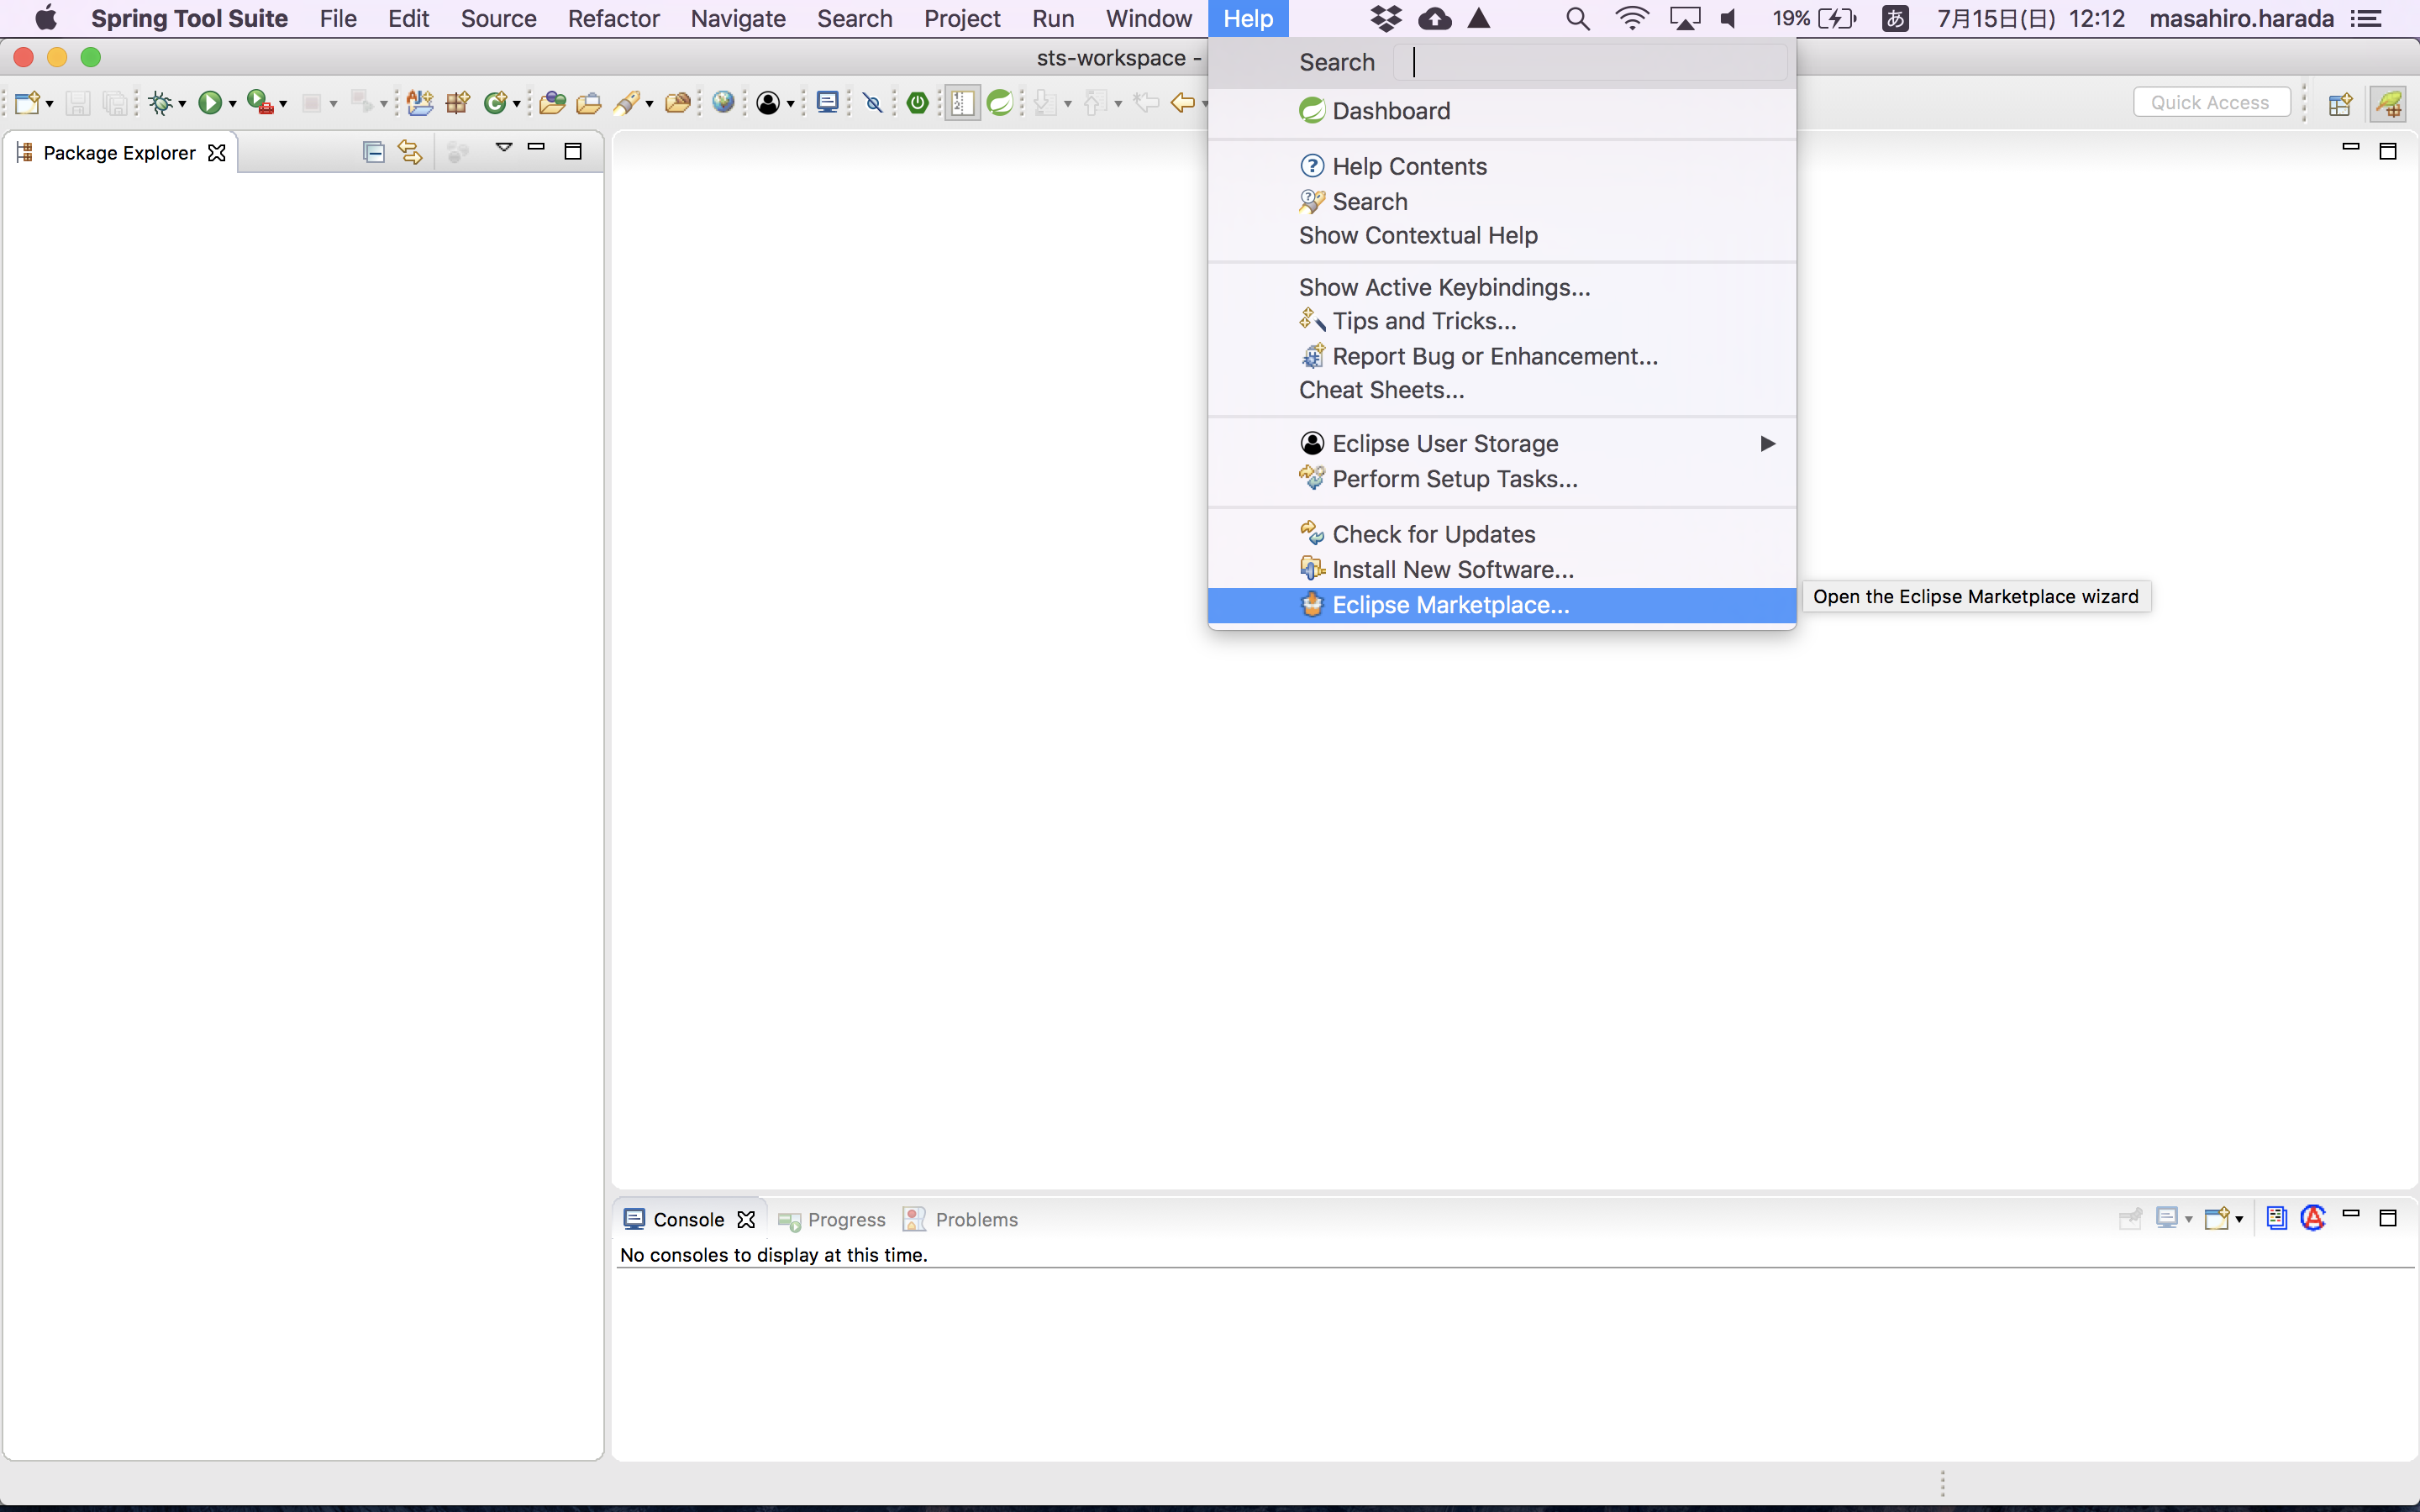 Spring Tool Suite File Edit Source Refactor Navigate Search Project Run Window Help 19% あ 7月15日(日) 12:12 masahiro.harada
sts-workspace -
Search
Quick Access
Package Explorer
Dashboard
Help Contents
Search
Show Contextual Help
Show Active Keybindings...
Tips and Tricks...
Report Bug or Enhancement...
Cheat Sheets...
Eclipse User Storage
Perform Setup Tasks...
Check for Updates
Install New Software...
Eclipse Marketplace...
Open the Eclipse Marketplace wizard
Console Progress Problems
No consoles to display at this time.